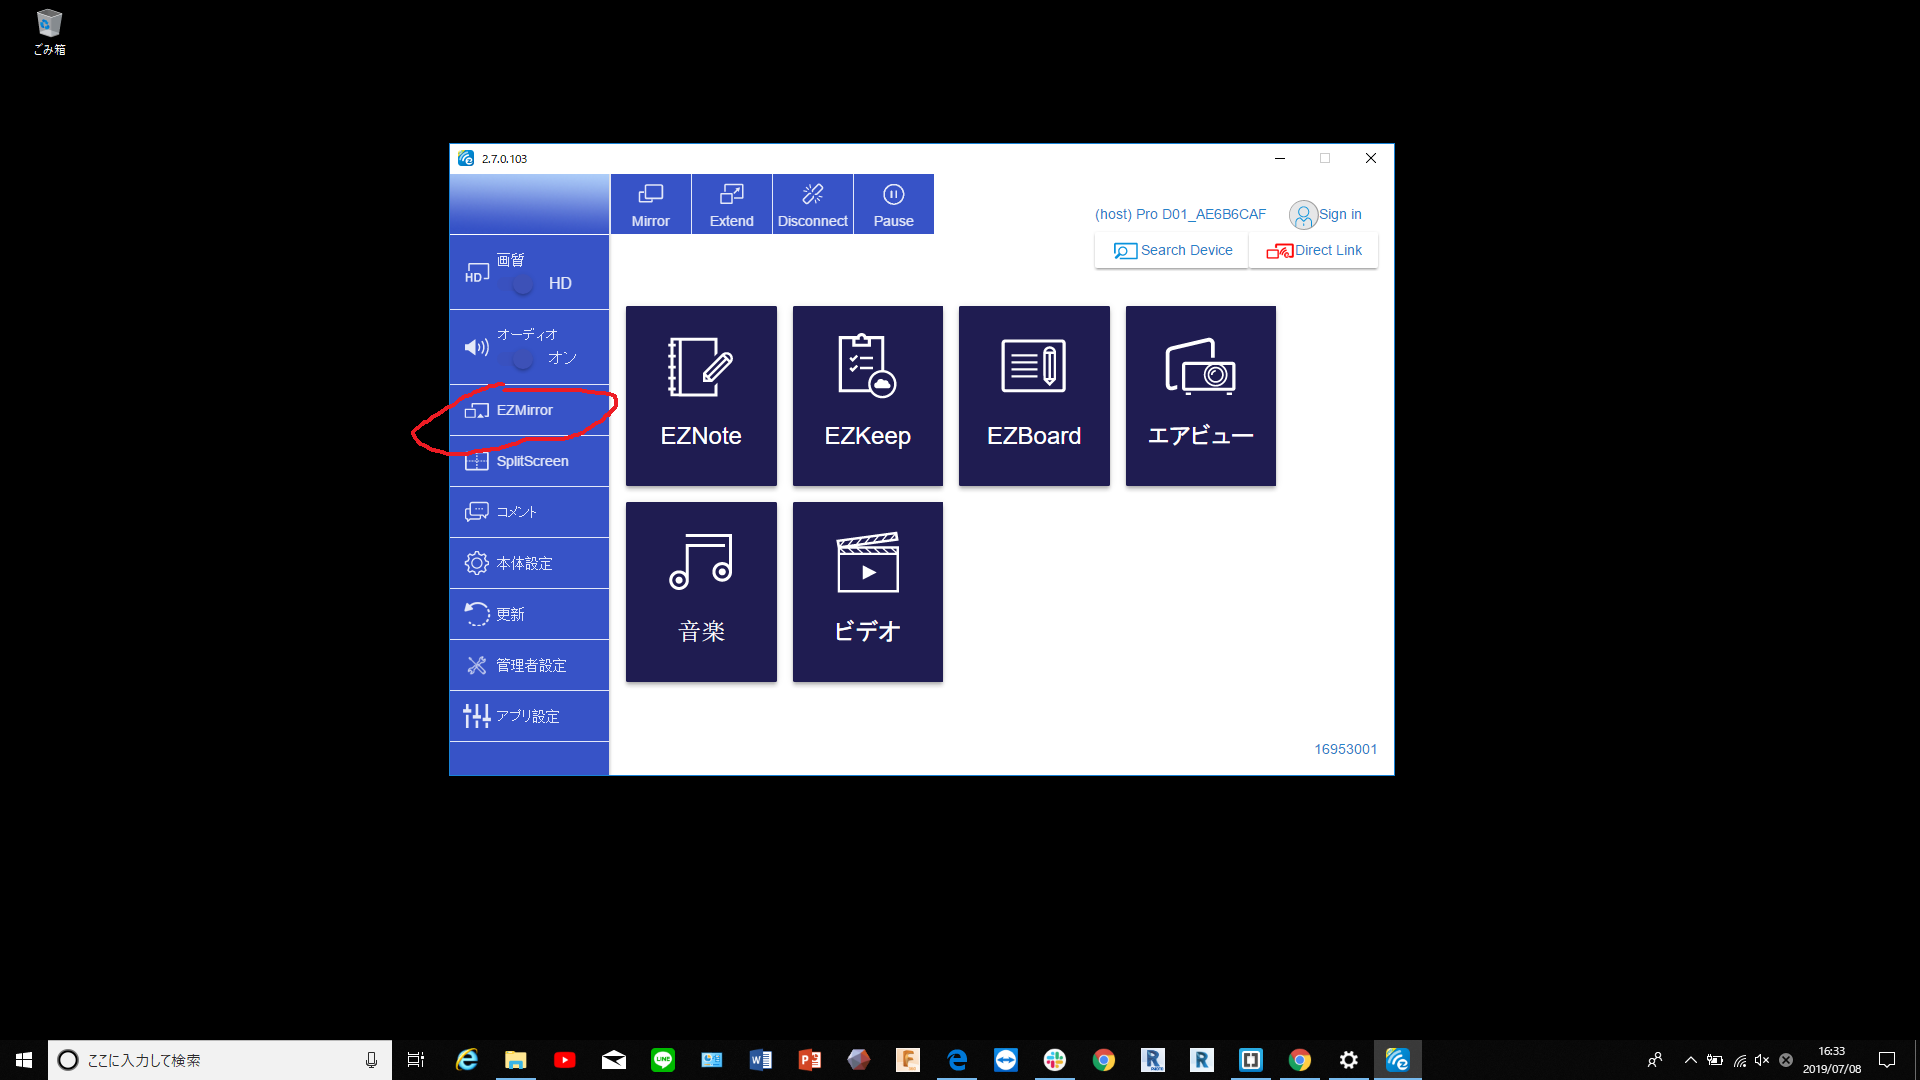 ごみ箱
2.7.0.103
Mirror
Extend
Disconnect
Pause
(host) Pro D01_AE6B6CAF
Sign in
Search Device
Direct Link
HD
画質
HD
オーディオ
オン
EZMirror
SplitScreen
コメント
本体設定
更新
管理者設定
アプリ設定
EZNote
EZKeep
EZBoard
エアビュー
音楽
ビデオ
16953001
ここに入力して検索
LINE
16:33
2019/07/08